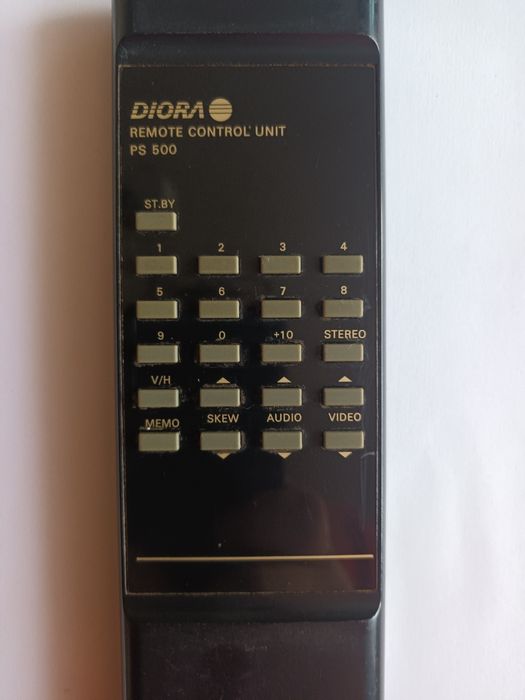 DIORA
REMOTE CONTROL UNIT
PS 500
ST.BY
1 2 3 4
5 6 7 8
9 0 +10 STEREO
V/H
MEMO SKEW AUDIO VIDEO